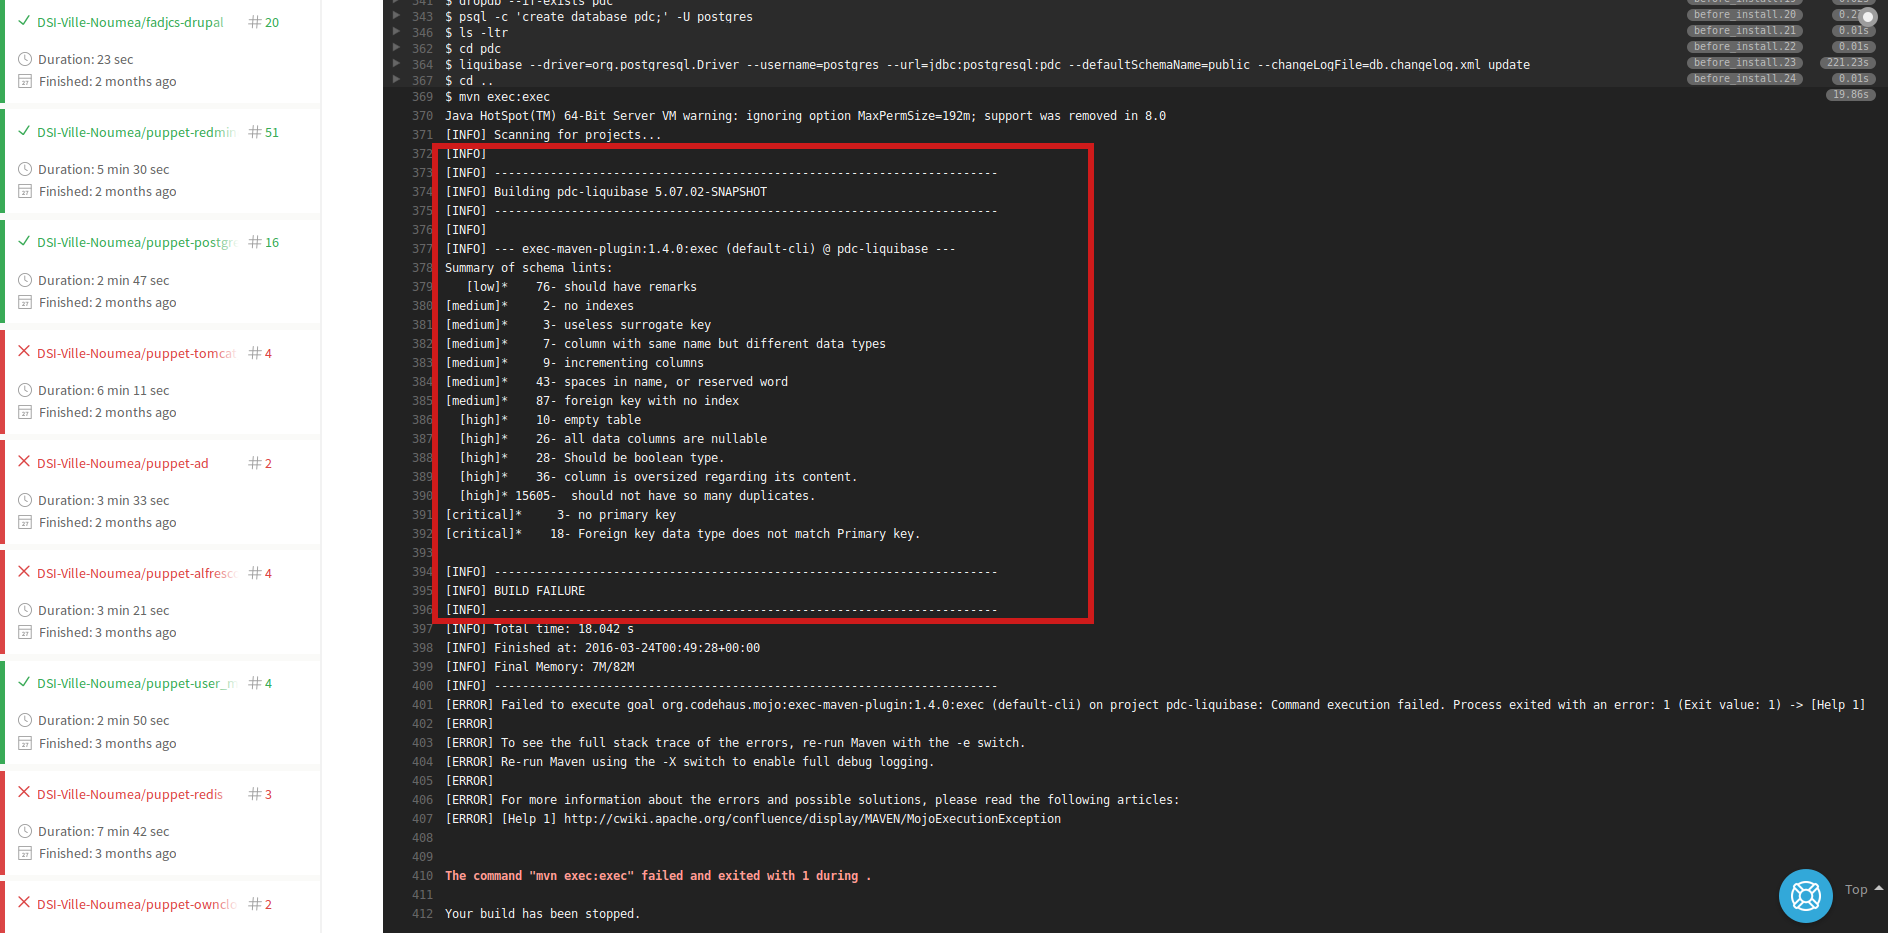 DSI-Ville-Noumea/fadjcs-drupal # 20
Duration: 23 sec
Finished: 2 months ago
DSI-Ville-Noumea/puppet-redmin # 51
Duration: 5 min 30 sec
Finished: 2 months ago
DSI-Ville-Noumea/puppet-postgre # 16
Duration: 2 min 47 sec
Finished: 2 months ago
DSI-Ville-Noumea/puppet-tomcat # 4
Duration: 6 min 11 sec
Finished: 2 months ago
DSI-Ville-Noumea/puppet-ad # 2
Duration: 3 min 33 sec
Finished: 2 months ago
DSI-Ville-Noumea/puppet-alfresco # 4
Duration: 3 min 21 sec
Finished: 3 months ago
DSI-Ville-Noumea/puppet-user_m # 4
Duration: 2 min 50 sec
Finished: 3 months ago
DSI-Ville-Noumea/puppet-redis # 3
Duration: 7 min 42 sec
Finished: 3 months ago
DSI-Ville-Noumea/puppet-ownclo # 2
341 $ dropdb --if-exists pdc before_install.19 0.02s
343 $ psql -c 'create database pdc;' -U postgres before_install.20
346 $ ls -ltr before_install.21 0.01s
362 $ cd pdc before_install.22 0.01s
364 $ liquibase --driver=org.postgresql.Driver --username=postgres --url=jdbc:postgresql:pdc --defaultSchemaName=public --changeLogFile=db.changelog.xml update before_install.23 221.23s
367 $ cd .. before_install.24 0.01s
369 $ mvn exec:exec 19.86s
370 Java HotSpot(TM) 64-Bit Server VM warning: ignoring option MaxPermSize=192m; support was removed in 8.0
371 [INFO] Scanning for projects...
372 [INFO]
373 [INFO] ------------------------------------------------------------------------
374 [INFO] Building pdc-liquibase 5.07.02-SNAPSHOT
375 [INFO] ------------------------------------------------------------------------
376 [INFO]
377 [INFO] --- exec-maven-plugin:1.4.0:exec (default-cli) @ pdc-liquibase ---
378 Summary of schema lints:
379 [low]* 76- should have remarks
380 [medium]* 2- no indexes
381 [medium]* 3- useless surrogate key
382 [medium]* 7- column with same name but different data types
383 [medium]* 9- incrementing columns
384 [medium]* 43- spaces in name, or reserved word
385 [medium]* 87- foreign key with no index
386 [high]* 10- empty table
387 [high]* 26- all data columns are nullable
388 [high]* 28- Should be boolean type.
389 [high]* 36- column is oversized regarding its content.
390 [high]* 15605- should not have so many duplicates.
391 [critical]* 3- no primary key
392 [critical]* 18- Foreign key data type does not match Primary key.
393
394 [INFO] ------------------------------------------------------------------------
395 [INFO] BUILD FAILURE
396 [INFO] ------------------------------------------------------------------------
397 [INFO] Total time: 18.042 s
398 [INFO] Finished at: 2016-03-24T00:49:28+00:00
399 [INFO] Final Memory: 7M/82M
400 [INFO] ------------------------------------------------------------------------
401 [ERROR] Failed to execute goal org.codehaus.mojo:exec-maven-plugin:1.4.0:exec (default-cli) on project pdc-liquibase: Command execution failed. Process exited with an error: 1 (Exit value: 1) -> [Help 1]
402 [ERROR]
403 [ERROR] To see the full stack trace of the errors, re-run Maven with the -e switch.
404 [ERROR] Re-run Maven using the -X switch to enable full debug logging.
405 [ERROR]
406 [ERROR] For more information about the errors and possible solutions, please read the following articles:
407 [ERROR] [Help 1] http://cwiki.apache.org/confluence/display/MAVEN/MojoExecutionException
408
409
410 The command "mvn exec:exec" failed and exited with 1 during .
411
412 Your build has been stopped.
Top